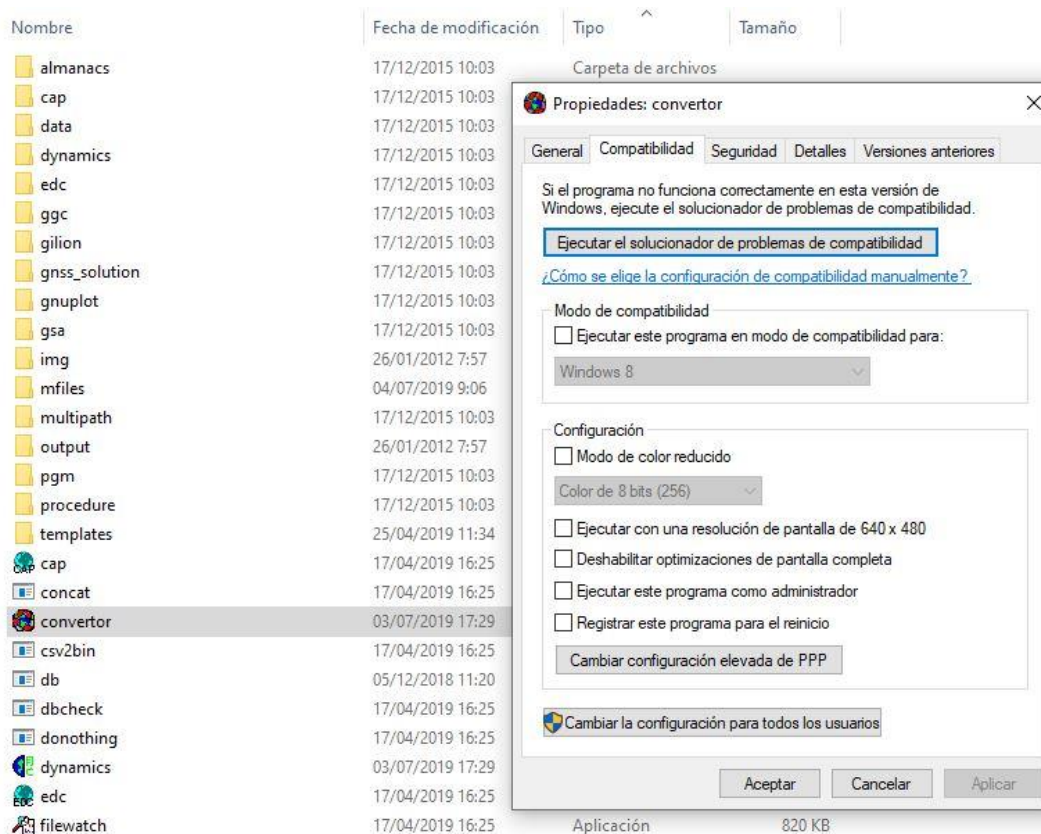 Nombre Fecha de modificación Tipo Tamaño
almanacs 17/12/2015 10:03 Carpeta de archivos
cap 17/12/2015 10:03
data 17/12/2015 10:03
dynamics 17/12/2015 10:03
edc 17/12/2015 10:03
ggc 17/12/2015 10:03
gilion 17/12/2015 10:03
gnss_solution 17/12/2015 10:03
gnuplot 17/12/2015 10:03
gsa 17/12/2015 10:03
img 26/01/2012 7:57
mfiles 04/07/2019 9:06
multipath 17/12/2015 10:03
output 26/01/2012 7:57
pgm 17/12/2015 10:03
procedure 17/12/2015 10:03
templates 25/04/2019 11:34
CAP cap 17/04/2019 16:25
concat 17/04/2019 16:25
convertor 03/07/2019 17:29
csv2bin 17/04/2019 16:25
db 05/12/2018 11:20
dbcheck 17/04/2019 16:25
donothing 17/04/2019 16:25
dynamics 03/07/2019 17:29
EDC edc 17/04/2019 16:25
filewatch 17/04/2019 16:25 Aplicación 820 KB
Propiedades: convertor
General Compatibilidad Seguridad Detalles Versiones anteriores
Si el programa no funciona correctamente en esta versión de
Windows, ejecute el solucionador de problemas de compatibilidad.
Ejecutar el solucionador de problemas de compatibilidad
¿Cómo se elige la configuración de compatibilidad manualmente?
Modo de compatibilidad
Ejecutar este programa en modo de compatibilidad para:
Windows 8
Configuración
Modo de color reducido
Color de 8 bits (256)
Ejecutar con una resolución de pantalla de 640 x 480
Deshabilitar optimizaciones de pantalla completa
Ejecutar este programa como administrador
Registrar este programa para el reinicio
Cambiar configuración elevada de PPP
Cambiar la configuración para todos los usuarios
Aceptar Cancelar Aplicar